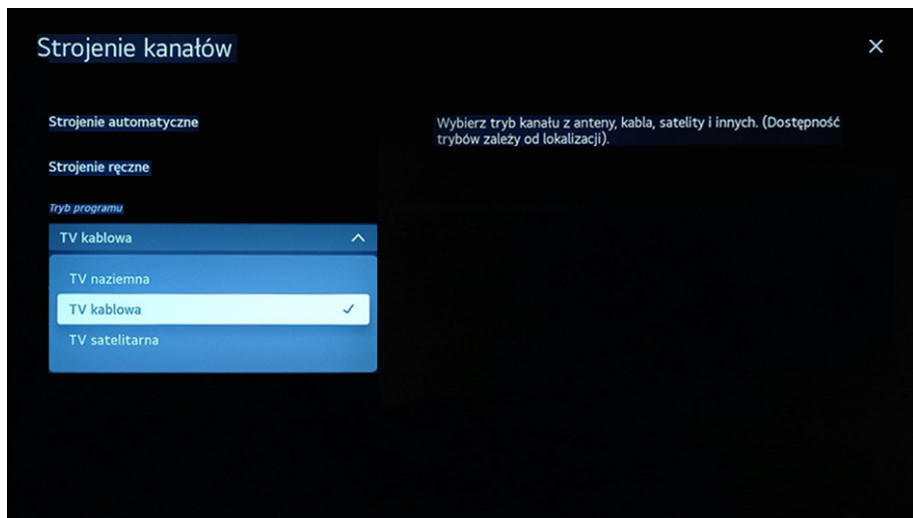 Strojenie kanałów
Strojenie automatyczne
Wybierz tryb kanału z anteny, kabla, satelity i innych. (Dostępność
trybów zależy od lokalizacji).
Strojenie ręczne
Tryb programu
TV kablowa
TV naziemna
TV kablowa
TV satelitarna